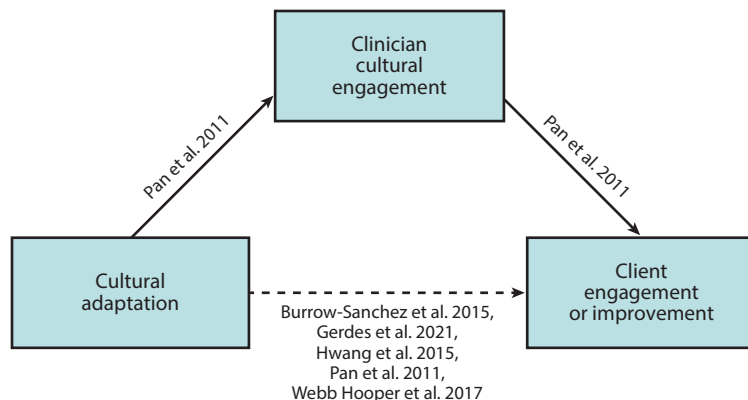 Clinician
cultural
engagement
Pan et al. 2011
Pan et al. 2011
Cultural
adaptation
Client
engagement
or improvement
Burrow-Sanchez et al. 2015,
Gerdes et al. 2021,
Hwang et al. 2015,
Pan et al. 2011,
Webb Hooper et al. 2017